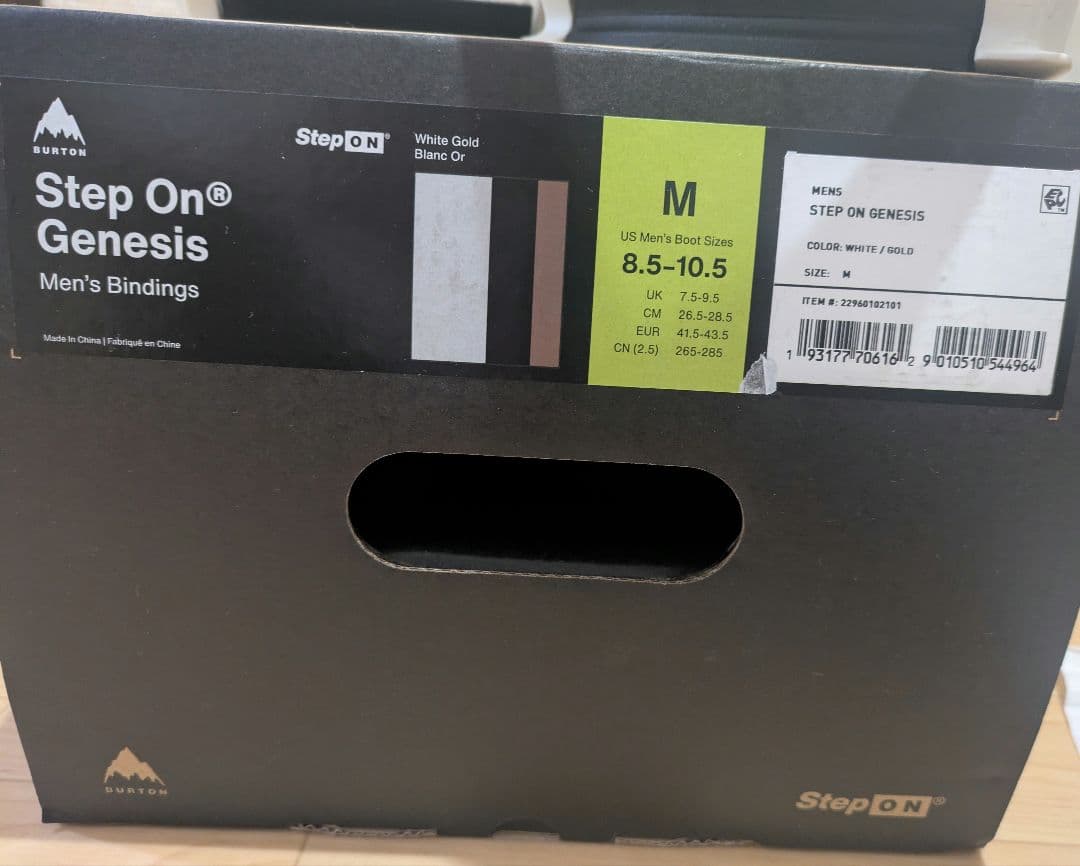 BURTON
Step On®
Genesis
Men's Bindings
Made in China | Fabriqué en Chine
Step ON®
White Gold
Blanc Or
M
US Men's Boot Sizes
8.5–10.5
UK 7.5-9.5
CM 26.5-28.5
EUR 41.5-43.5
CN (2.5) 265-285
MENS
STEP ON GENESIS
COLOR: WHITE / GOLD
SIZE: M
ITEM #: 22960102101
1 93177 70616 2
9 010510 544964
BURTON
Step ON®